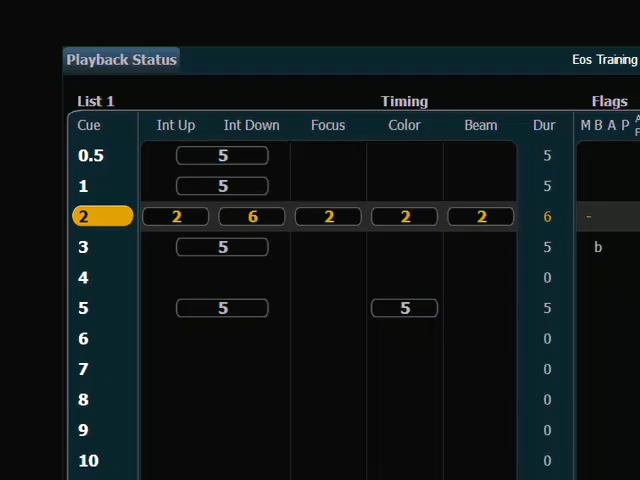 Playback Status Eos Training
List 1 Timing Flags
Cue Int Up Int Down Focus Color Beam Dur M B A P A
F
0.5 5 5
1 5 5
2 2 6 2 2 2 6 -
3 5 5 b
4 0
5 5 5 5
6 0
7 0
8 0
9 0
10 0